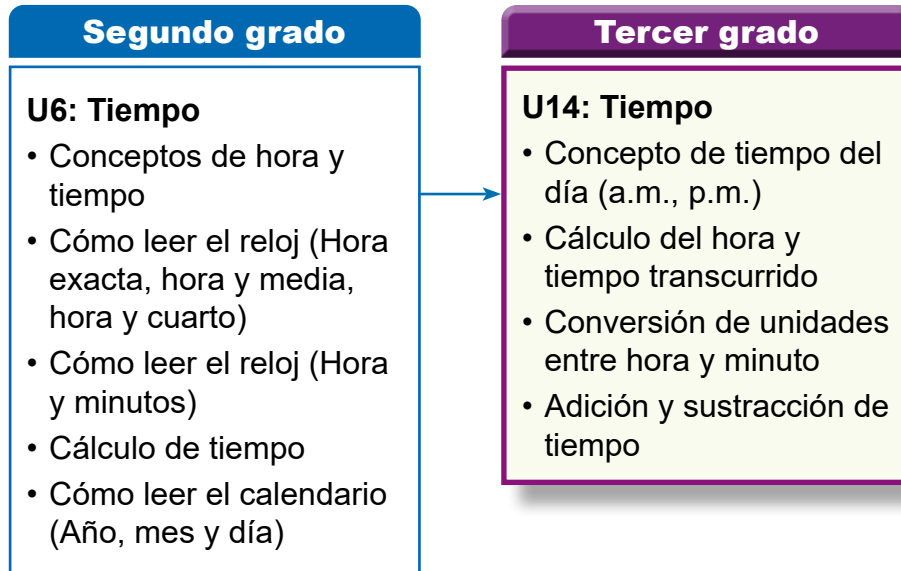 Segundo grado
U6: Tiempo
• Conceptos de hora y
tiempo
• Cómo leer el reloj (Hora
exacta, hora y media,
hora y cuarto)
• Cómo leer el reloj (Hora
y minutos)
• Cálculo de tiempo
• Cómo leer el calendario
(Año, mes y día)
Tercer grado
U14: Tiempo
• Concepto de tiempo del
día (a.m., p.m.)
• Cálculo del hora y
tiempo transcurrido
• Conversión de unidades
entre hora y minuto
• Adición y sustracción de
tiempo